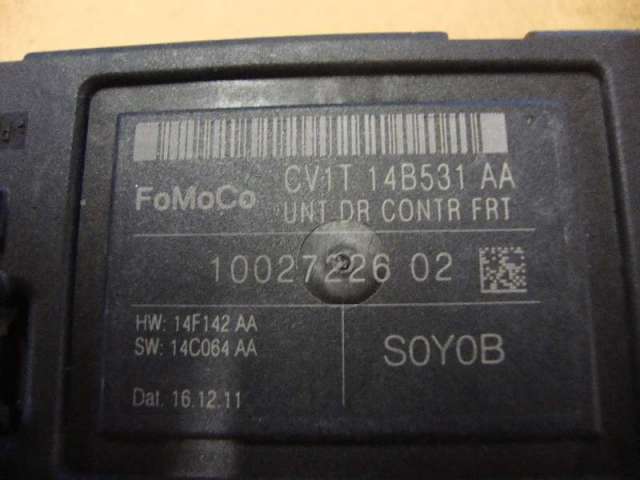 CV1T 14B531 AA
FoMoCo
UNT DR CONTR FRT
10027226 02
HW: 14F142 AA
SW: 14C064 AA
S0Y0B
Dat. 16.12.11